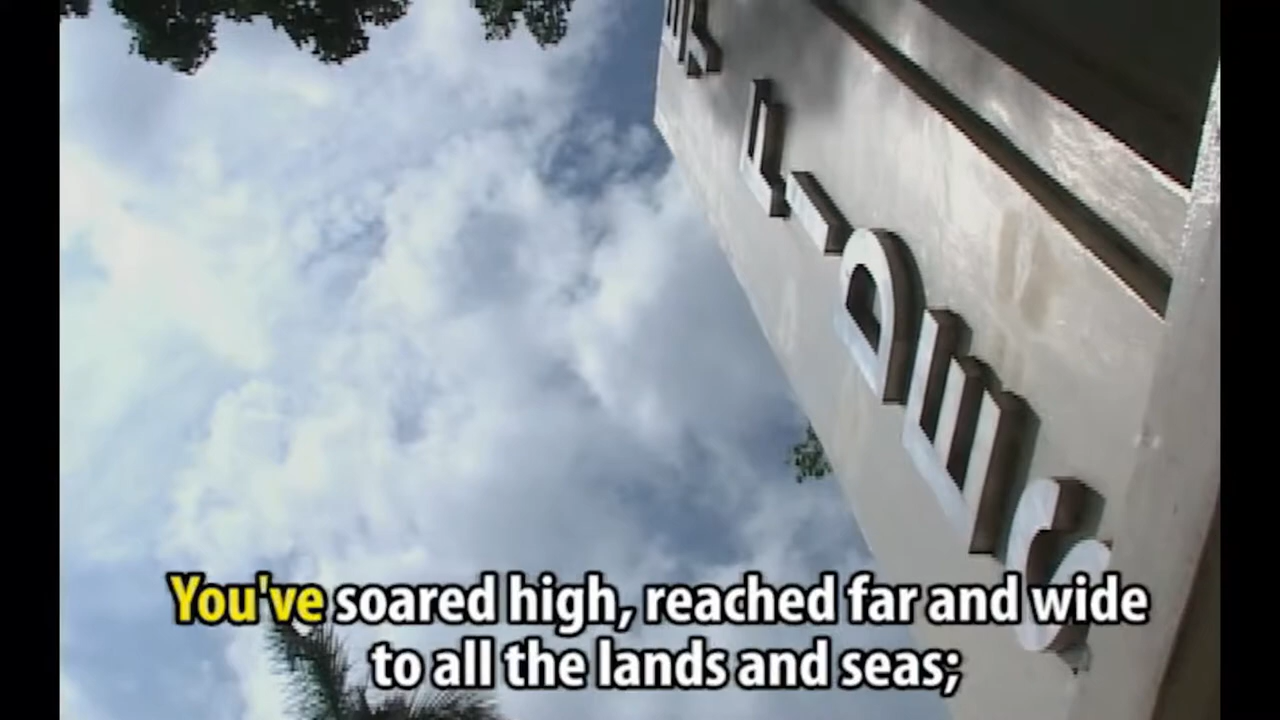 You've soared high, reached far and wide
to all the lands and seas;